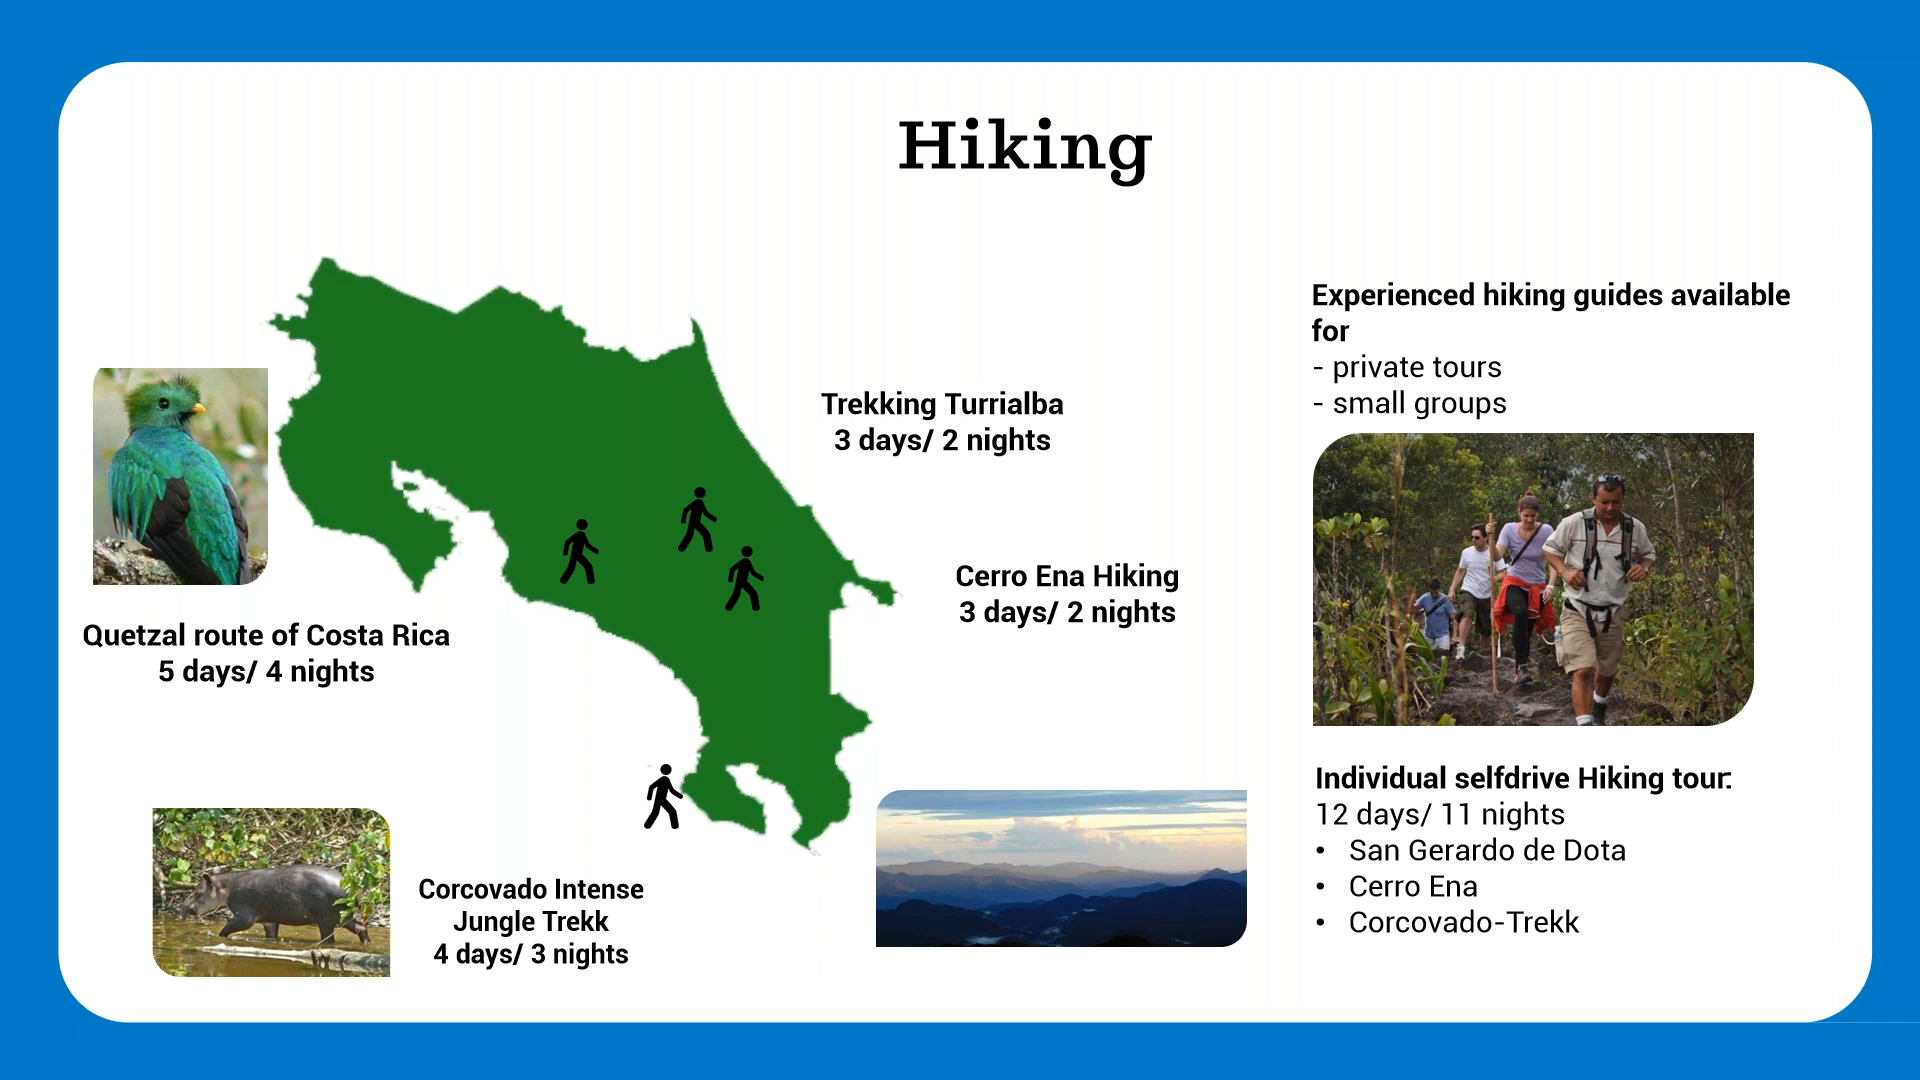 Hiking
Experienced hiking guides available
for
- private tours
- small groups
Trekking Turrialba
3 days/ 2 nights
Cerro Ena Hiking
3 days/ 2 nights
Quetzal route of Costa Rica
5 days/ 4 nights
Corcovado Intense
Jungle Trekk
4 days/ 3 nights
Individual selfdrive Hiking tour:
12 days/ 11 nights
• San Gerardo de Dota
• Cerro Ena
• Corcovado-Trekk